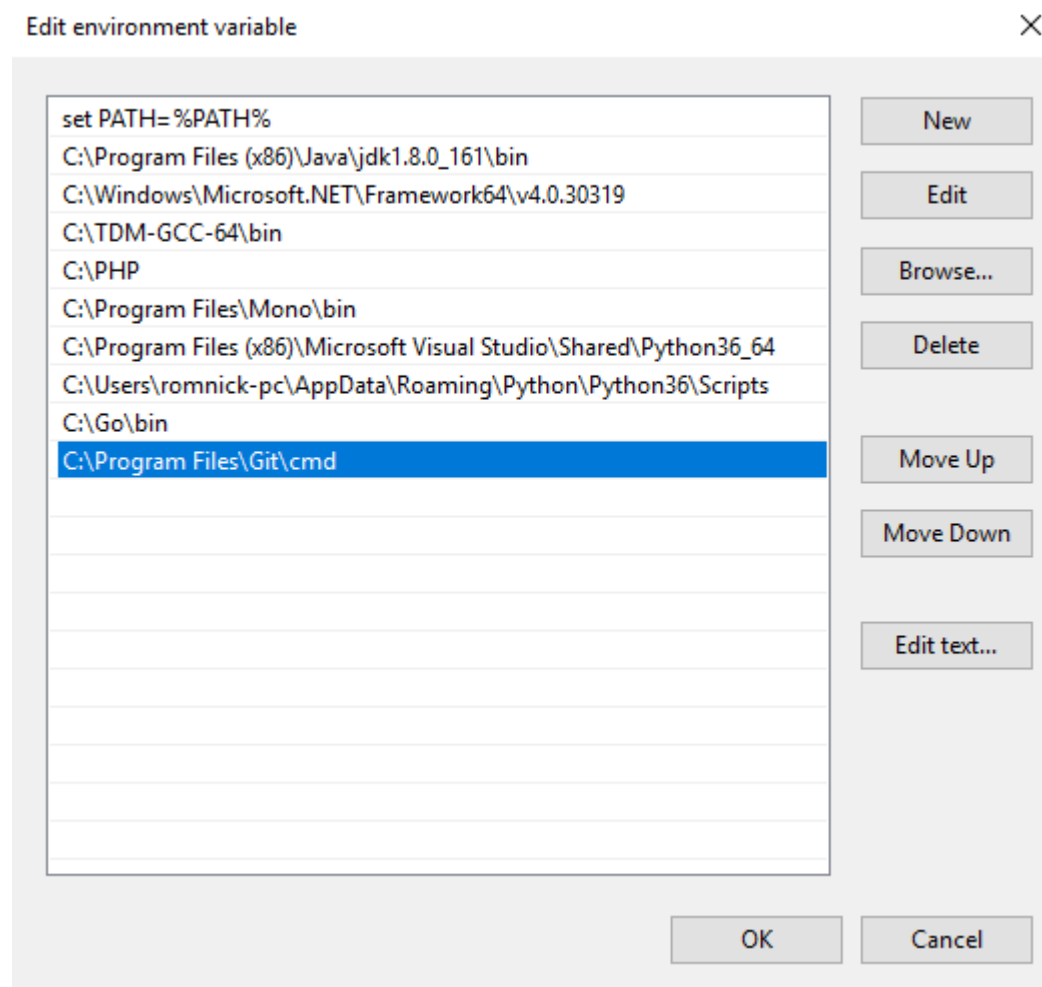 Edit environment variable
set PATH=%PATH%
C:\Program Files (x86)\Java\jdk1.8.0_161\bin
C:\Windows\Microsoft.NET\Framework64\v4.0.30319
C:\TDM-GCC-64\bin
C:\PHP
C:\Program Files\Mono\bin
C:\Program Files (x86)\Microsoft Visual Studio\Shared\Python36_64
C:\Users\romnick-pc\AppData\Roaming\Python\Python36\Scripts
C:\Go\bin
C:\Program Files\Git\cmd
New
Edit
Browse...
Delete
Move Up
Move Down
Edit text...
OK
Cancel